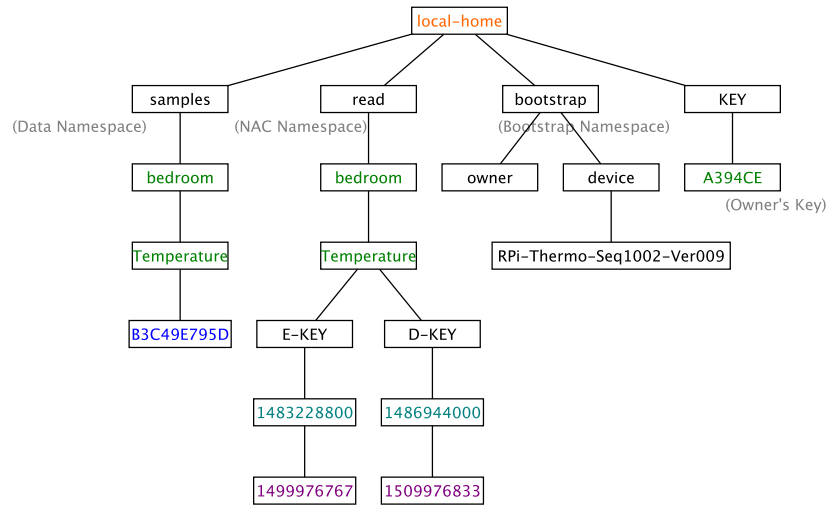 local-home
samples
read
bootstrap
KEY
(Data Namespace)
(NAC Namespace)
(Bootstrap Namespace)
bedroom
bedroom
owner
device
A394CE
(Owner's Key)
Temperature
Temperature
RPi-Thermo-Seq1002-Ver009
B3C49E795D
E-KEY
D-KEY
1483228800
1486944000
1499976767
1509976833